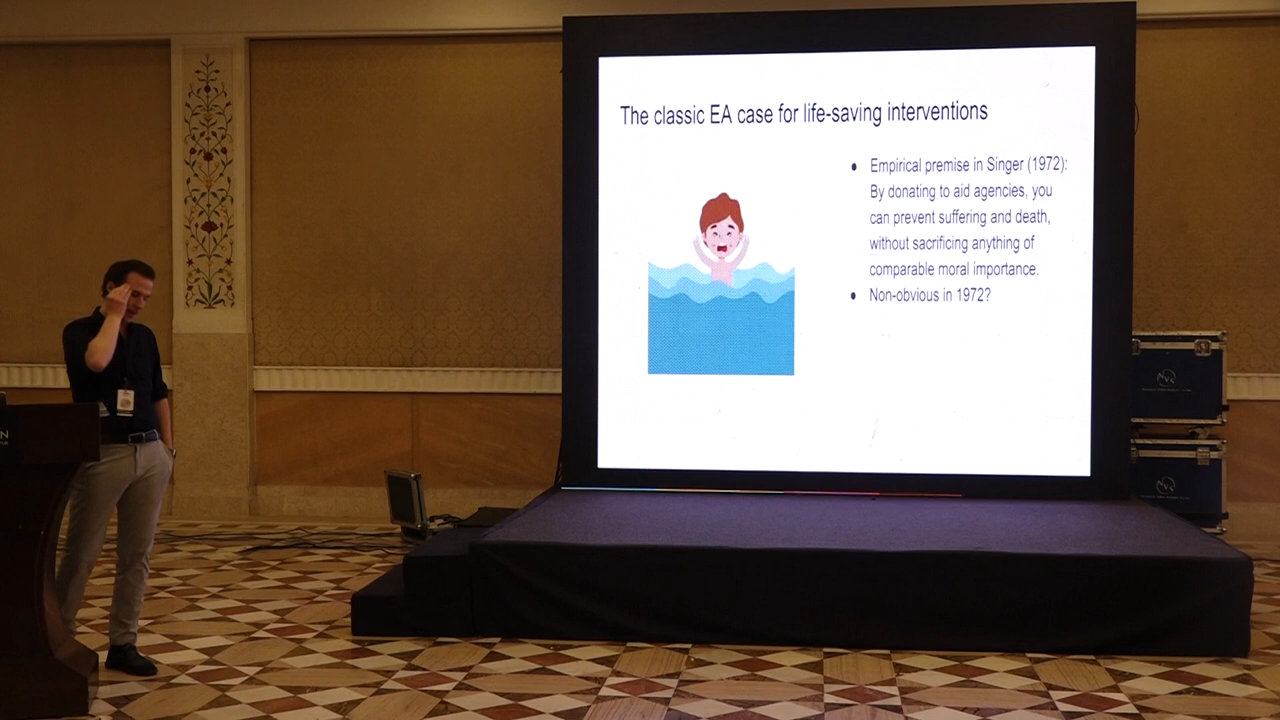 The classic EA case for life-saving interventions
● Empirical premise in Singer (1972):
By donating to aid agencies, you
can prevent suffering and death,
without sacrificing anything of
comparable moral importance.
● Non-obvious in 1972?